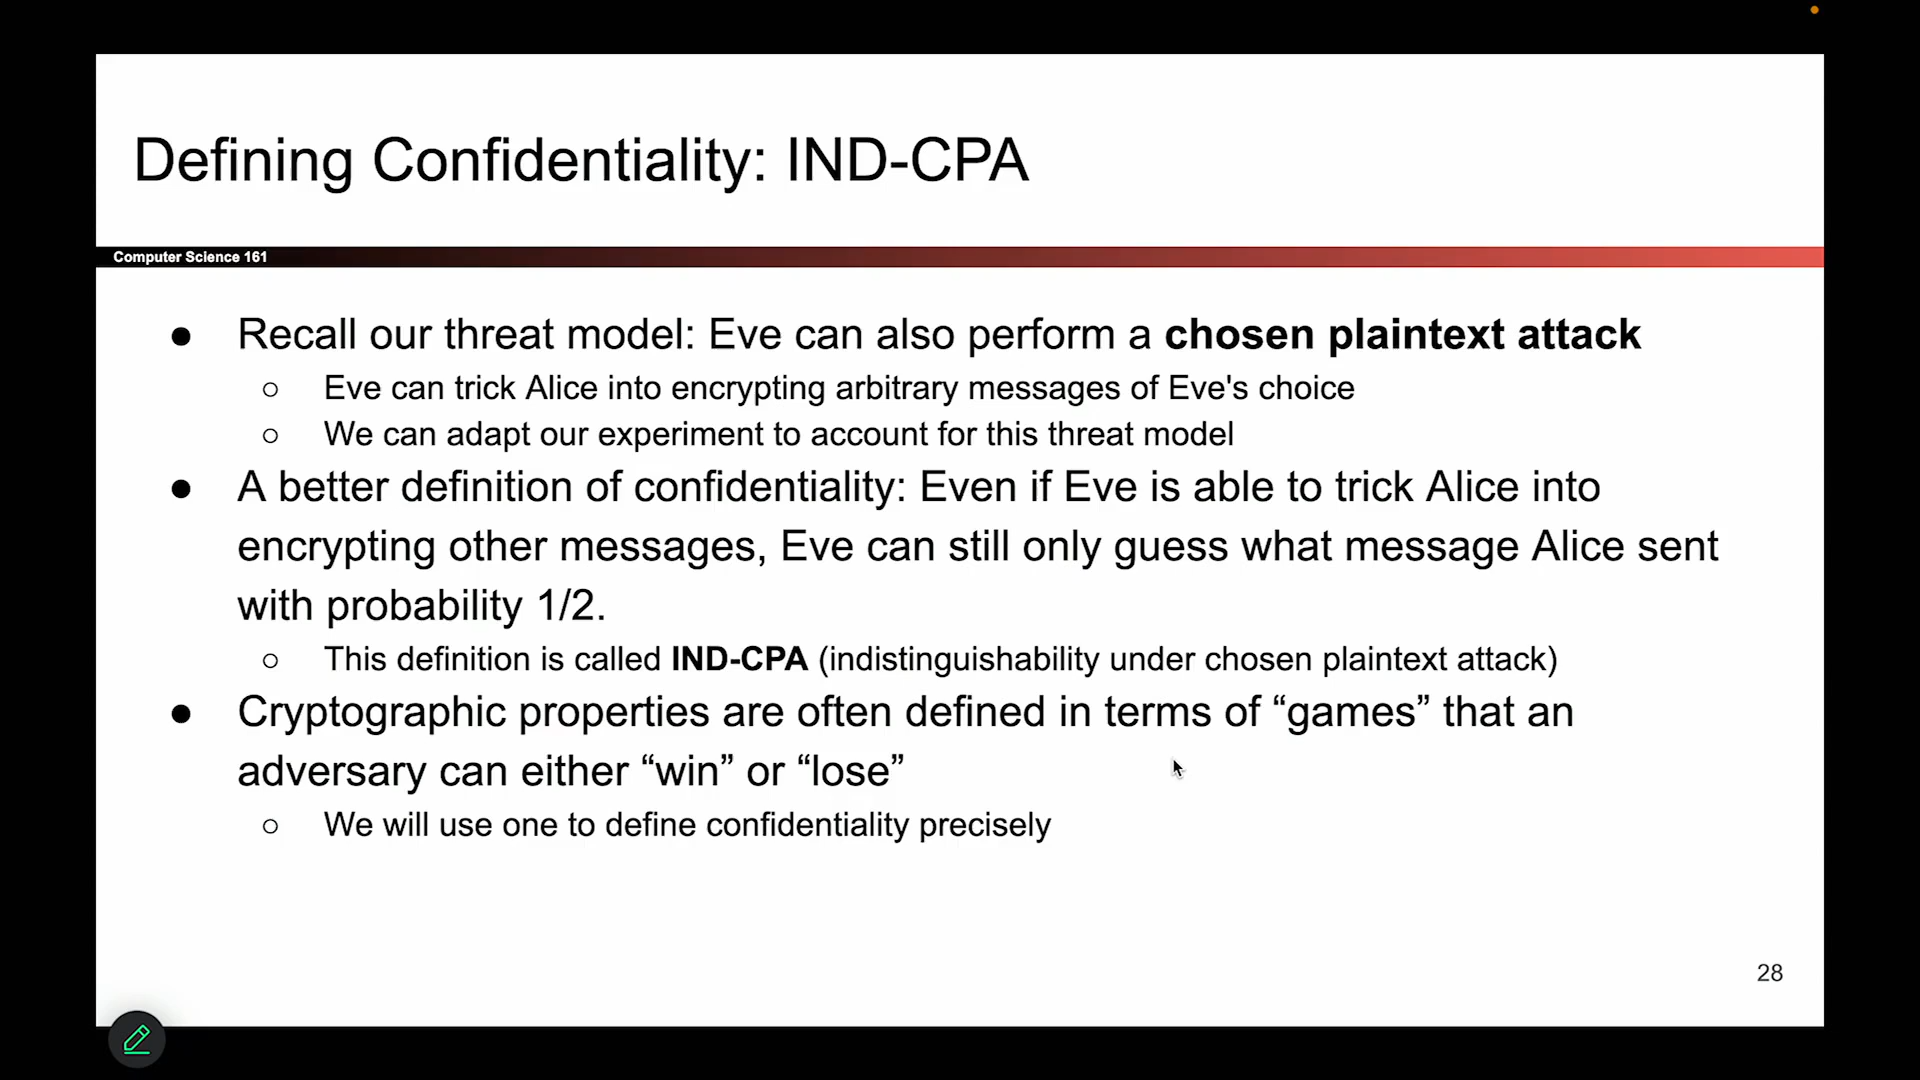 Defining Confidentiality: IND-CPA
Computer Science 161
● Recall our threat model: Eve can also perform a chosen plaintext attack
○ Eve can trick Alice into encrypting arbitrary messages of Eve's choice
○ We can adapt our experiment to account for this threat model
● A better definition of confidentiality: Even if Eve is able to trick Alice into
encrypting other messages, Eve can still only guess what message Alice sent
with probability 1/2.
○ This definition is called IND-CPA (indistinguishability under chosen plaintext attack)
● Cryptographic properties are often defined in terms of “games” that an
adversary can either “win” or “lose”
○ We will use one to define confidentiality precisely
28